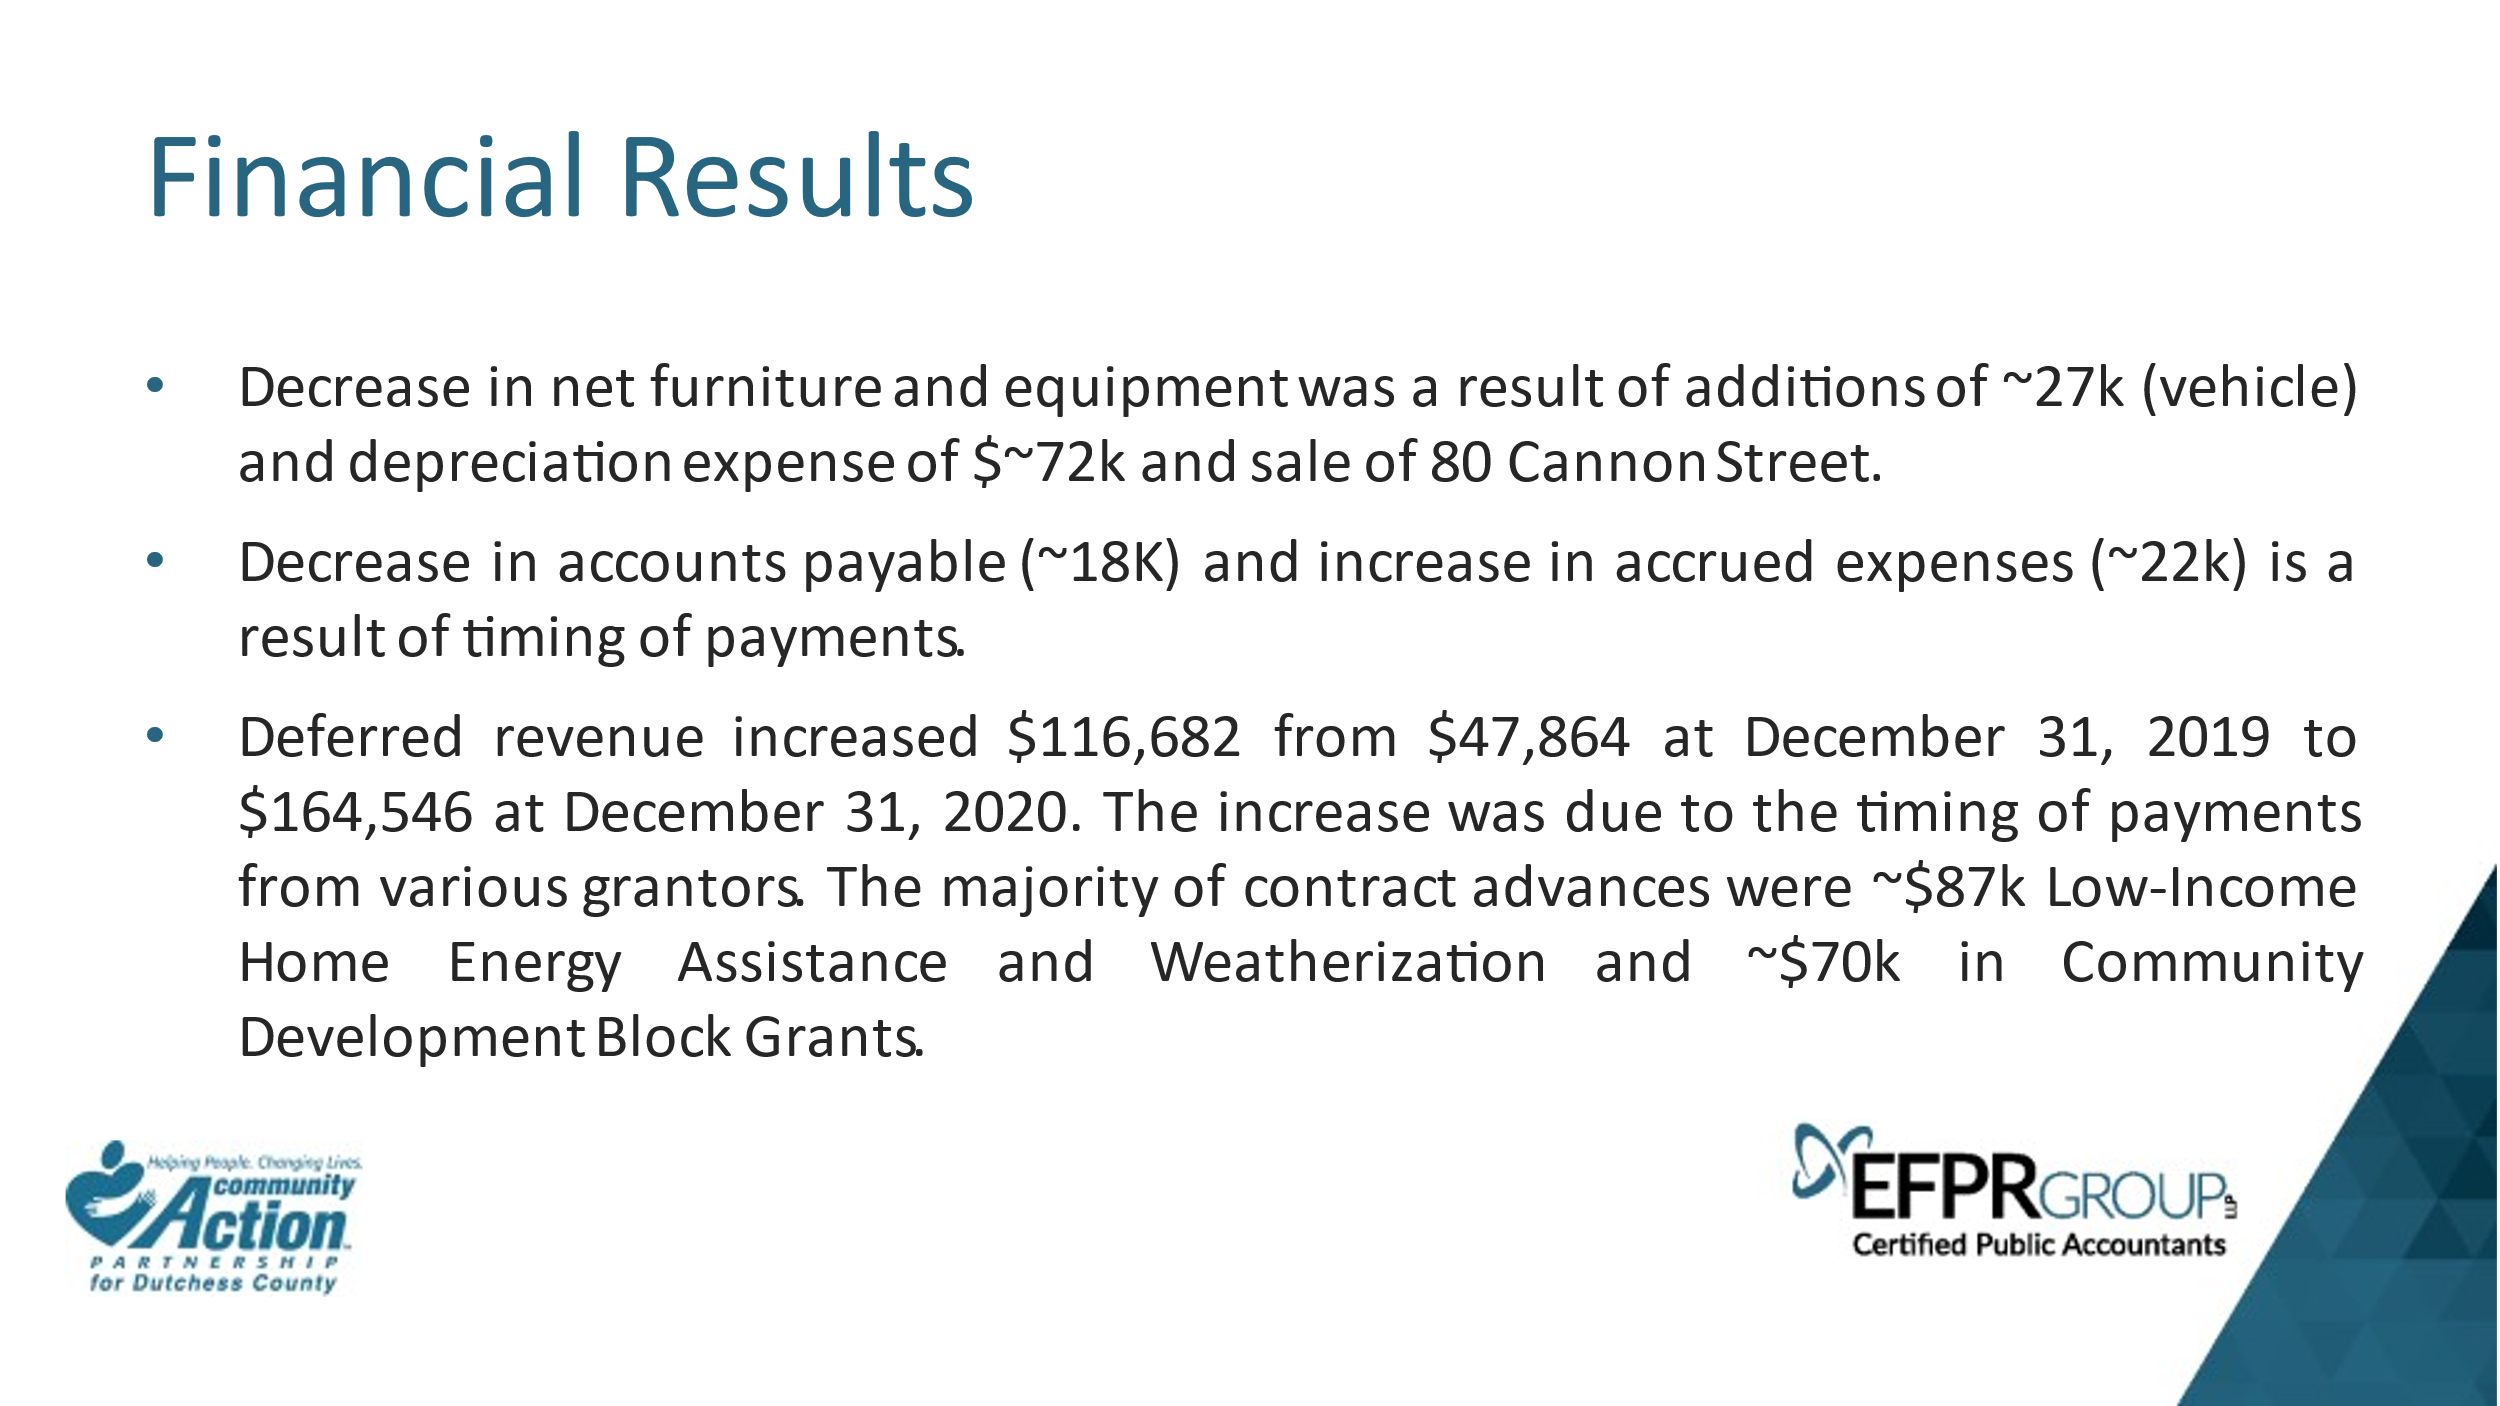 Financial Results
• Decrease in net furniture and equipment was a result of additions of ~27k (vehicle)
and depreciation expense of $~72k and sale of 80 Cannon Street.
• Decrease in accounts payable (~18K) and increase in accrued expenses (~22k) is a
result of timing of payments.
• Deferred revenue increased $116,682 from $47,864 at December 31, 2019 to
$164,546 at December 31, 2020. The increase was due to the timing of payments
from various grantors. The majority of contract advances were ~$87k Low-Income
Home Energy Assistance and Weatherization and ~$70k in Community
Development Block Grants.
Helping People. Changing Lives.
community
Action
PARTNERSHIP
for Dutchess County
EFPRGROUP LLP
Certified Public Accountants